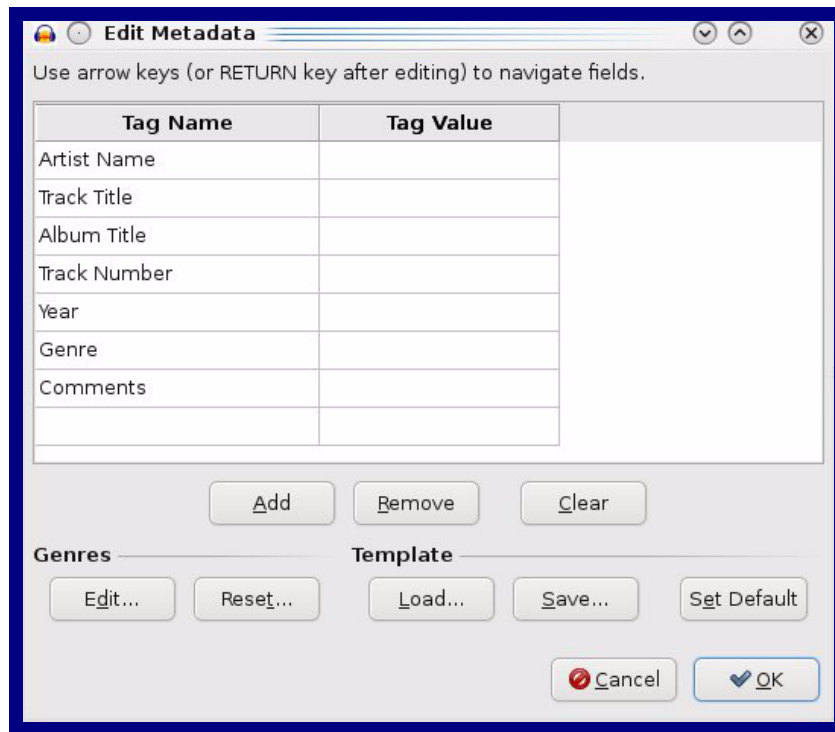 Edit Metadata
Use arrow keys (or RETURN key after editing) to navigate fields.
Tag Name Tag Value
Artist Name
Track Title
Album Title
Track Number
Year
Genre
Comments
Add Remove Clear
Genres Template
Edit... Reset... Load... Save... Set Default
Cancel OK